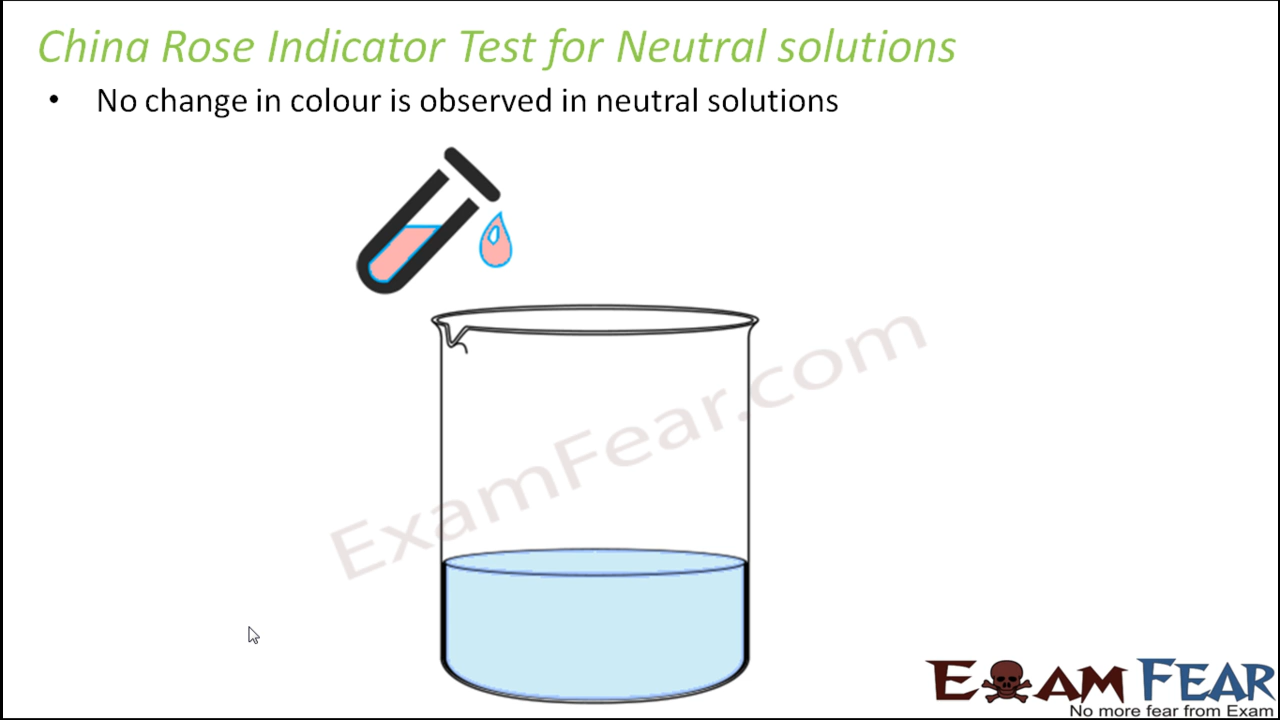 China Rose Indicator Test for Neutral solutions
• No change in colour is observed in neutral solutions
ExamFear.com
EXAM FEAR
No more fear from Exam